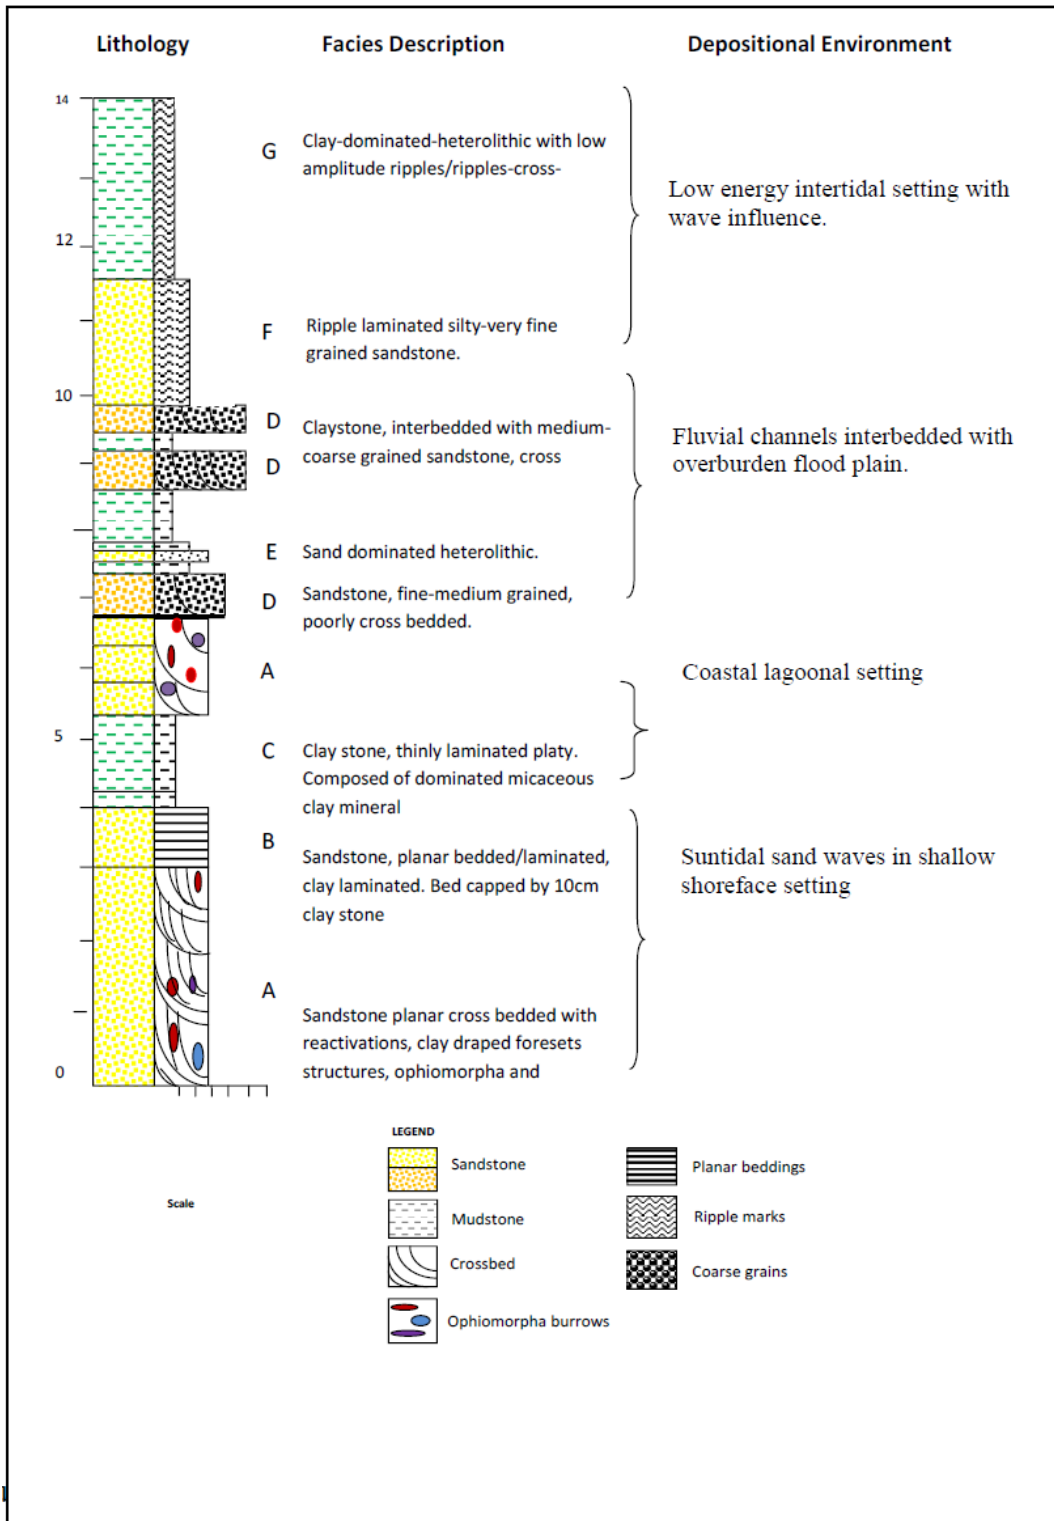 Lithology
Facies Description
Depositional Environment
14
G
Clay-dominated-heterolithic with low
amplitude ripples/ripples-cross-
Low energy intertidal setting with
wave influence.
12
F
Ripple laminated silty-very fine
grained sandstone.
10
D
Claystone, interbedded with medium-
coarse grained sandstone, cross
D
Fluvial channels interbedded with
overburden flood plain.
E
Sand dominated heterolithic.
D
Sandstone, fine-medium grained,
poorly cross bedded.
A
Coastal lagoonal setting
5
C
Clay stone, thinly laminated platy.
Composed of dominated micaceous
clay mineral
B
Sandstone, planar bedded/laminated,
clay laminated. Bed capped by 10cm
clay stone
Suntidal sand waves in shallow
shoreface setting
A
Sandstone planar cross bedded with
reactivations, clay draped foresets
structures, ophiomorpha and
0
LEGEND
Sandstone
Planar beddings
Scale
Mudstone
Ripple marks
Crossbed
Coarse grains
Ophiomorpha burrows